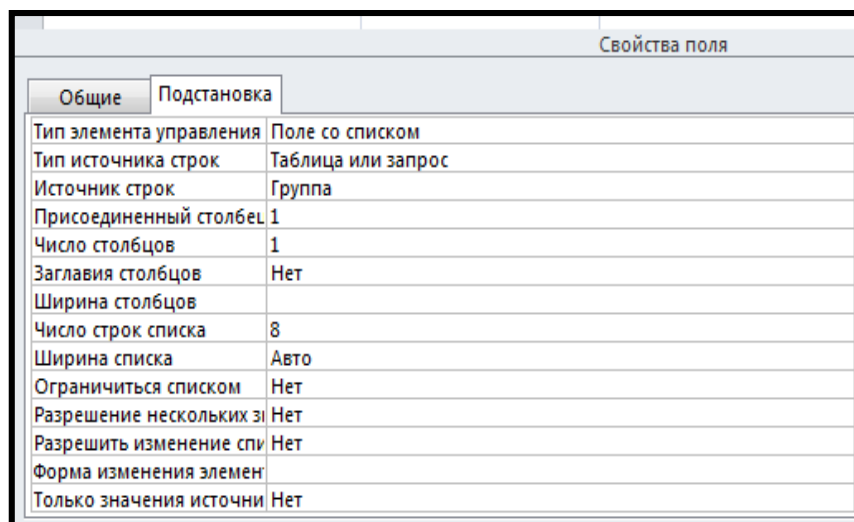 Свойства поля
Общие Подстановка
Тип элемента управления Поле со списком
Тип источника строк Таблица или запрос
Источник строк Группа
Присоединенный столбец 1
Число столбцов 1
Заглавия столбцов Нет
Ширина столбцов
Число строк списка 8
Ширина списка Авто
Ограничиться списком Нет
Разрешение нескольких зн Нет
Разрешить изменение спи Нет
Форма изменения элемент
Только значения источни Нет